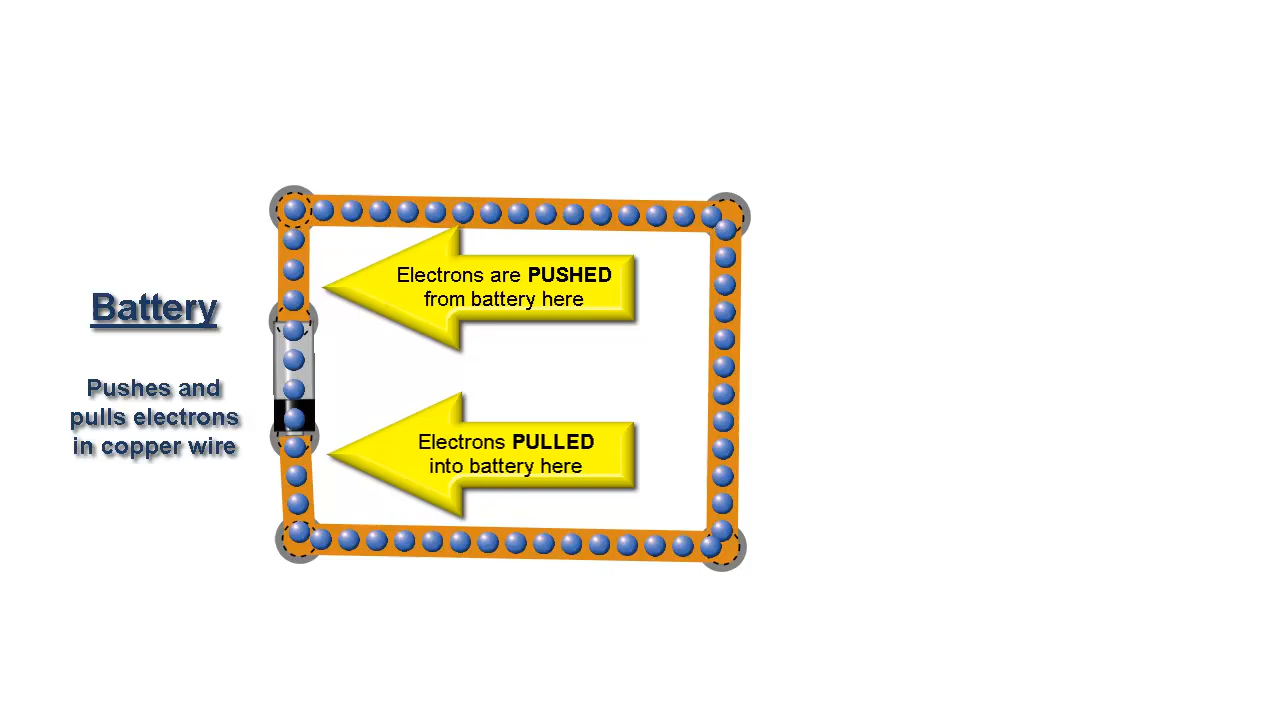 Battery
Pushes and
pulls electrons
in copper wire
Electrons are PUSHED
from battery here
Electrons PULLED
into battery here